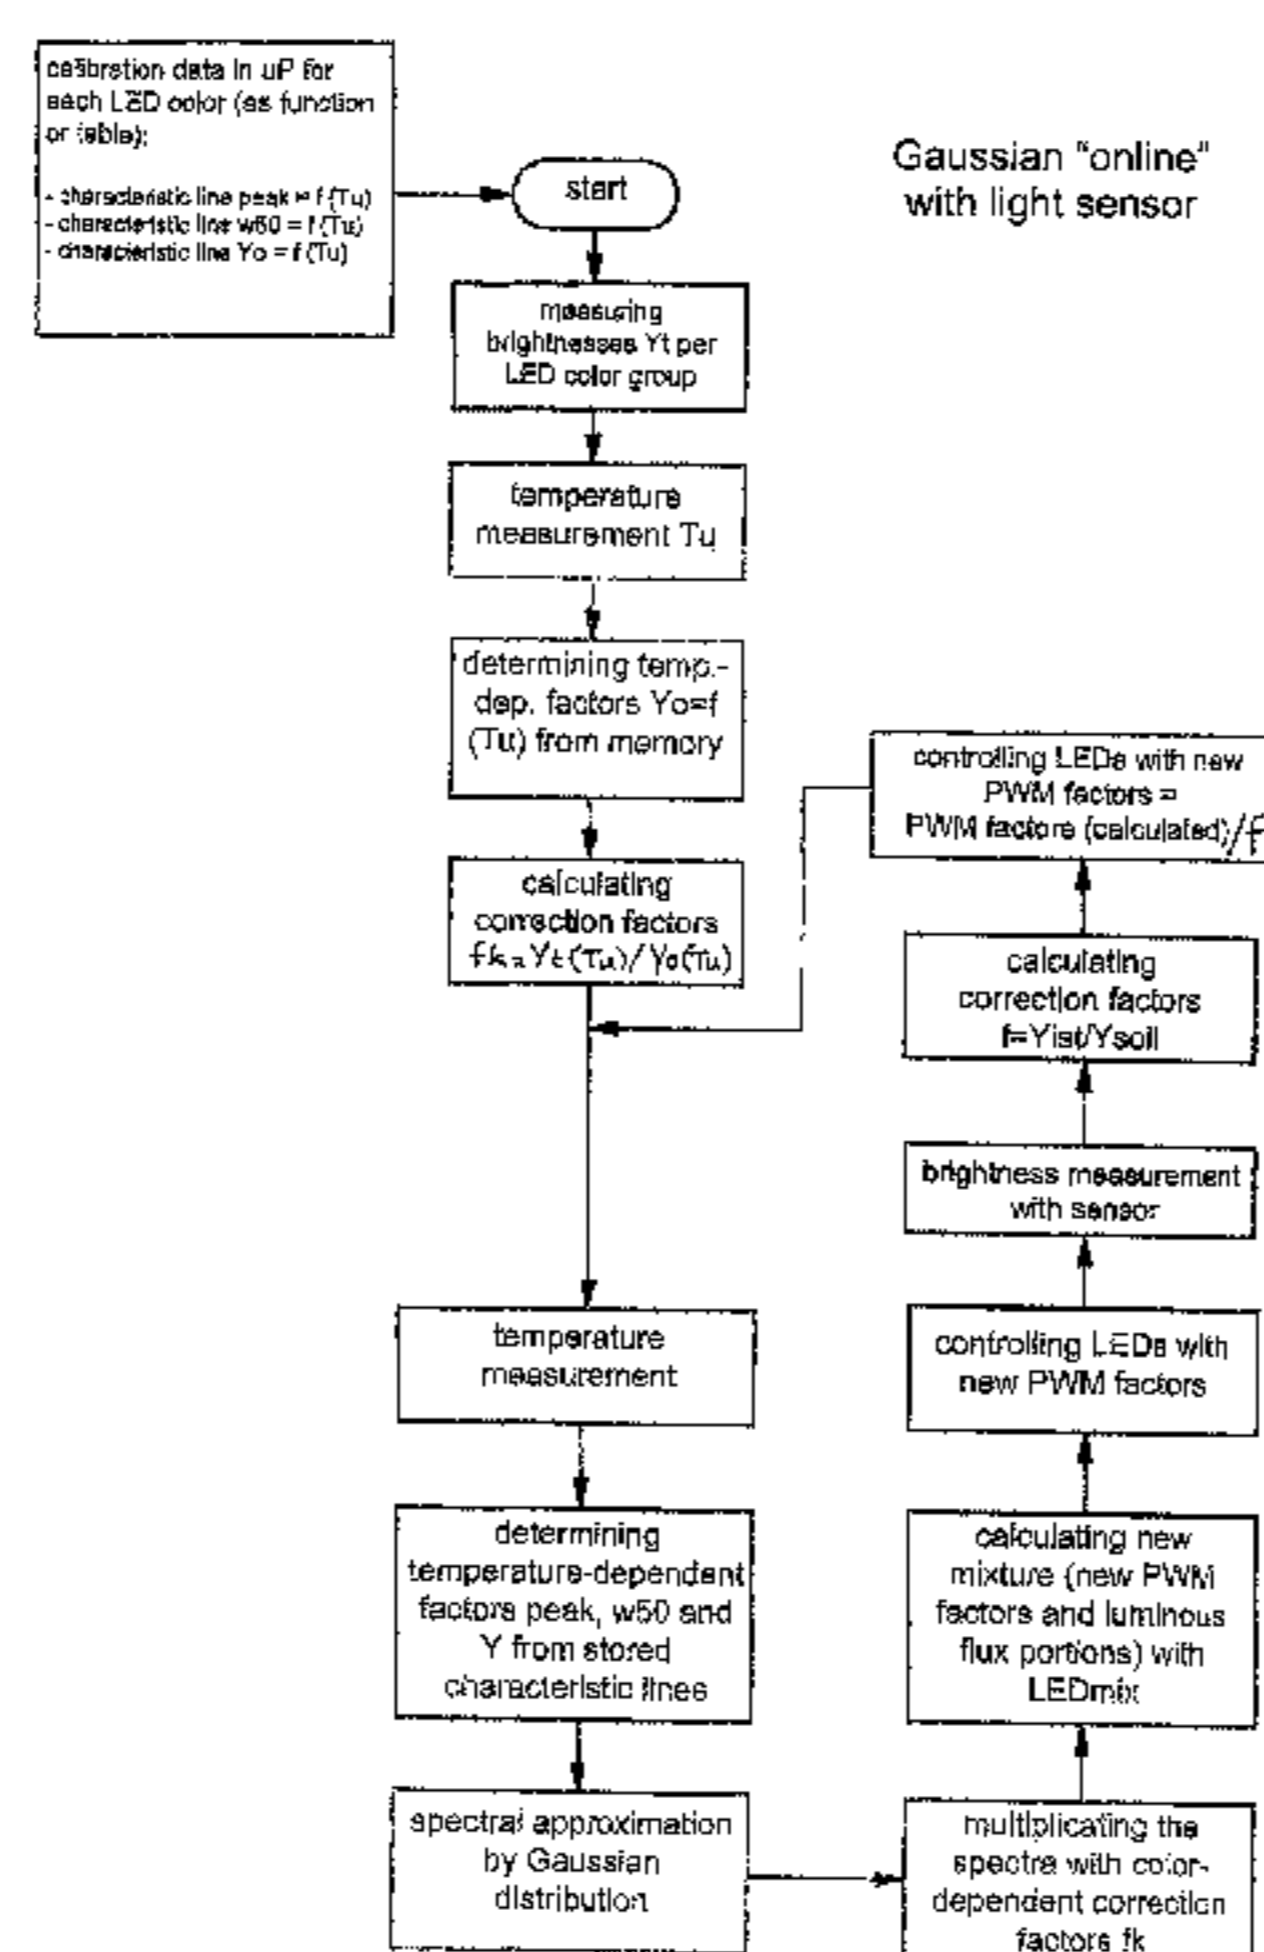 calibration data in uP for
each LED color (as function
or table):
- characteristic line peak = f (Tu)
- characteristic line w50 = f (Tu)
- characteristic line Yo = f (Tu)
start
Gaussian "online"
with light sensor
measuring
brightnesses Yt per
LED color group
temperature
measurement Tu
determining temp.-
dep. factors Yo=f
(Tu) from memory
calculating
correction factors
fk = Yt(Tu)/Yo(Tu)
temperature
measurement
determining
temperature-dependent
factors peak, w50 and
Y from stored
characteristic lines
spectral approximation
by Gaussian
distribution
multiplicating the
spectra with color-
dependent correction
factors fk
calculating new
mixture (new PWM
factors and luminous
flux portions) with
LEDmix
controlling LEDs with
new PWM factors
brightness measurement
with sensor
calculating
correction factors
f=Yist/Ysoll
controlling LEDs with new
PWM factors =
PWM factors (calculated)/f